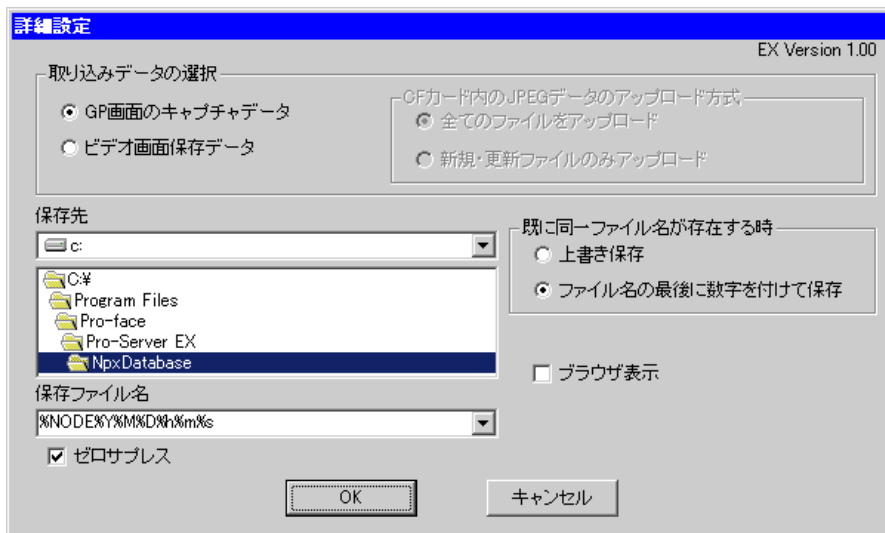 詳細設定
EX Version 1.00
取り込みデータの選択
GP画面のキャプチャデータ
ビデオ画面保存データ
CFカード内のJPEGデータのアップロード方式
全てのファイルをアップロード
新規・更新ファイルのみアップロード
保存先
c:
C:¥
Program Files
Pro-face
Pro-Server EX
NpxDatabase
既に同一ファイル名が存在する時
上書き保存
ファイル名の最後に数字を付けて保存
ブラウザ表示
保存ファイル名
%NODE%Y%M%D%h%m%s
ゼロサプレス
OK
キャンセル